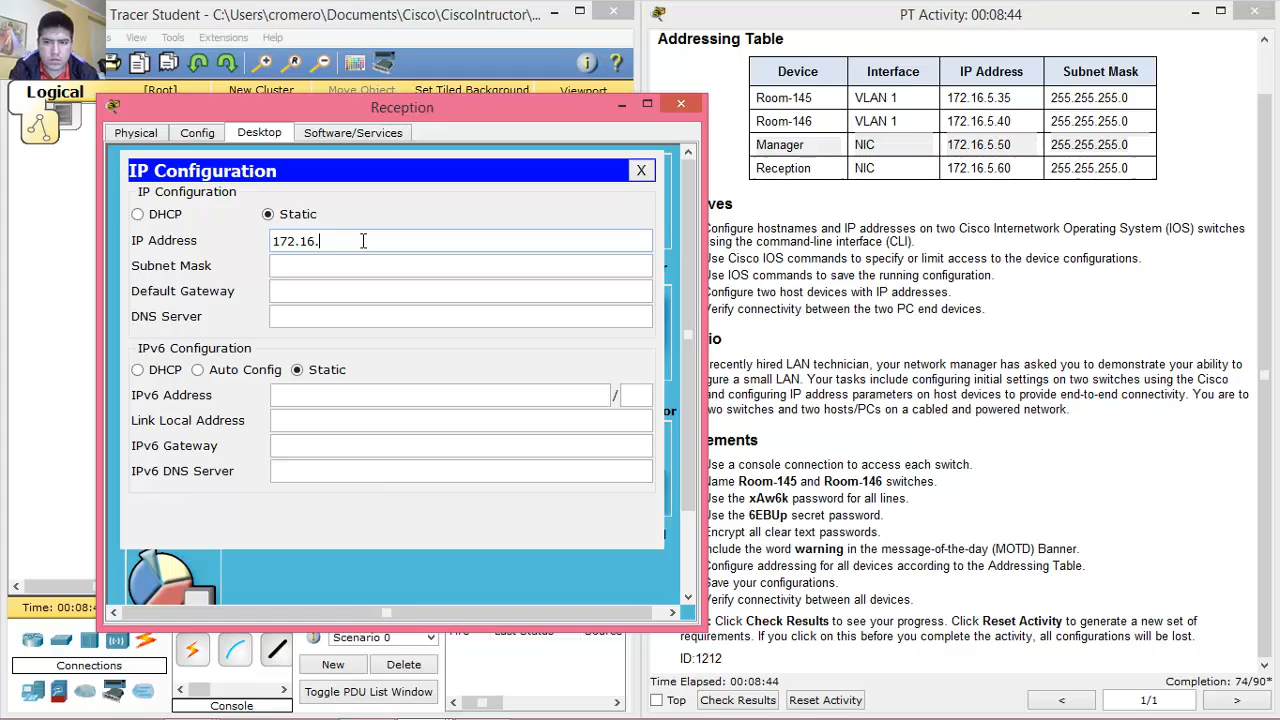 Tracer Student - C:\Users\cromero\Documents\Cisco\CiscoIntructor\...
View Tools Extensions Help
Logical [Root] New Cluster Move Object Set Tiled Background Viewport
Reception
Physical Config Desktop Software/Services
IP Configuration X
IP Configuration
DHCP Static
IP Address 172.16.
Subnet Mask
Default Gateway
DNS Server
IPv6 Configuration
DHCP Auto Config Static
IPv6 Address /
Link Local Address
IPv6 Gateway
IPv6 DNS Server
or
Time: 00:08:4
Connections
Scenario 0
New Delete
Toggle PDU List Window
Console
Fire Last Status Source
PT Activity: 00:08:44
Addressing Table
Device Interface IP Address Subnet Mask
Room-145 VLAN 1 172.16.5.35 255.255.255.0
Room-146 VLAN 1 172.16.5.40 255.255.255.0
Manager NIC 172.16.5.50 255.255.255.0
Reception NIC 172.16.5.60 255.255.255.0
ves
Configure hostnames and IP addresses on two Cisco Internetwork Operating System (IOS) switches
using the command-line interface (CLI).
Use Cisco IOS commands to specify or limit access to the device configurations.
Use IOS commands to save the running configuration.
Configure two host devices with IP addresses.
Verify connectivity between the two PC end devices.
io
recently hired LAN technician, your network manager has asked you to demonstrate your ability to
gure a small LAN. Your tasks include configuring initial settings on two switches using the Cisco
and configuring IP address parameters on host devices to provide end-to-end connectivity. You are to
two switches and two hosts/PCs on a cabled and powered network.
ements
Use a console connection to access each switch.
Name Room-145 and Room-146 switches.
Use the xAw6k password for all lines.
Use the 6EBUp secret password.
Encrypt all clear text passwords.
Include the word warning in the message-of-the-day (MOTD) Banner.
Configure addressing for all devices according to the Addressing Table.
Save your configurations.
Verify connectivity between all devices.
: Click Check Results to see your progress. Click Reset Activity to generate a new set of
requirements. If you click on this before you complete the activity, all configurations will be lost.
ID:1212
Time Elapsed: 00:08:44 Completion: 74/90*
Top Check Results Reset Activity < 1/1 >